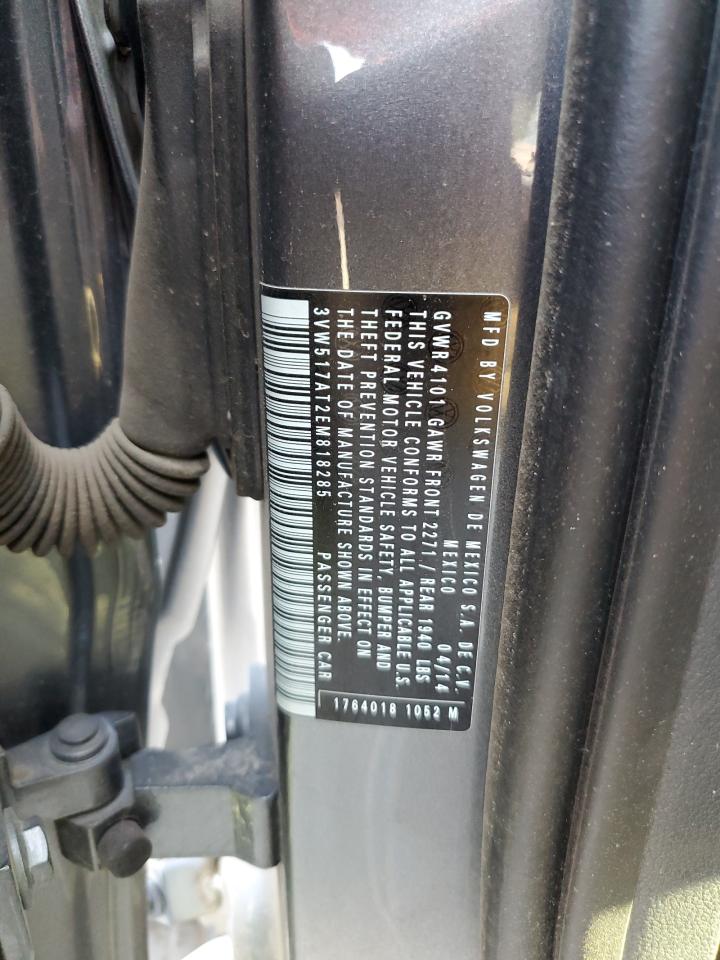 MFD BY VOLKSWAGEN DE MEXICO S.A. DE C.V.
MEXICO 04/14
GVWR 4101 GAWR FRONT 2271 / REAR 1940 LBS
THIS VEHICLE CONFORMS TO ALL APPLICABLE U.S.
FEDERAL MOTOR VEHICLE SAFETY, BUMPER AND
THEFT PREVENTION STANDARDS IN EFFECT ON
THE DATE OF MANUFACTURE SHOWN ABOVE.
3VW517AT2EM818285 PASSENGER CAR
1764018 1052 M